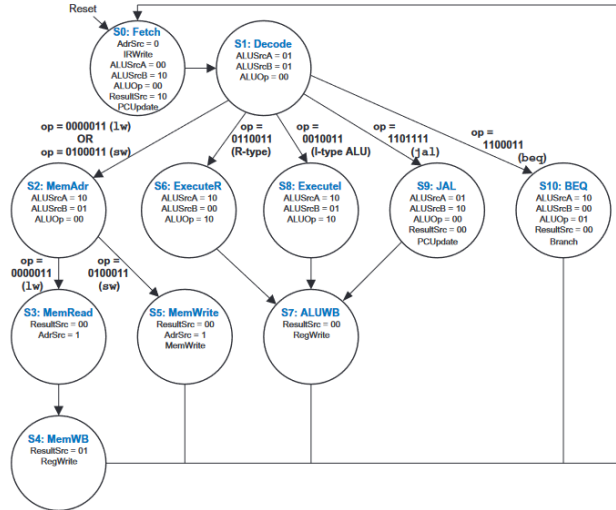 Reset
S0: Fetch
AdrSrc = 0
IRWrite
ALUSrcA = 00
ALUSrcB = 10
ALUOp = 00
ResultSrc = 10
PCUpdate
S1: Decode
ALUSrcA = 01
ALUSrcB = 01
ALUOp = 00
op = 0000011 (lw)
OR
op = 0100011 (sw)
op =
0110011
(R-type)
op =
0010011
(I-type ALU)
op =
1101111
(jal)
op =
1100011
(beq)
S2: MemAdr
ALUSrcA = 10
ALUSrcB = 01
ALUOp = 00
S6: ExecuteR
ALUSrcA = 10
ALUSrcB = 00
ALUOp = 10
S8: ExecuteI
ALUSrcA = 10
ALUSrcB = 01
ALUOp = 10
S9: JAL
ALUSrcA = 01
ALUSrcB = 10
ALUOp = 00
ResultSrc = 00
PCUpdate
S10: BEQ
ALUSrcA = 10
ALUSrcB = 00
ALUOp = 01
ResultSrc = 00
Branch
op =
0000011
(lw)
op =
0100011
(sw)
S3: MemRead
ResultSrc = 00
AdrSrc = 1
S5: MemWrite
ResultSrc = 00
AdrSrc = 1
MemWrite
S7: ALUWB
ResultSrc = 00
RegWrite
S4: MemWB
ResultSrc = 01
RegWrite